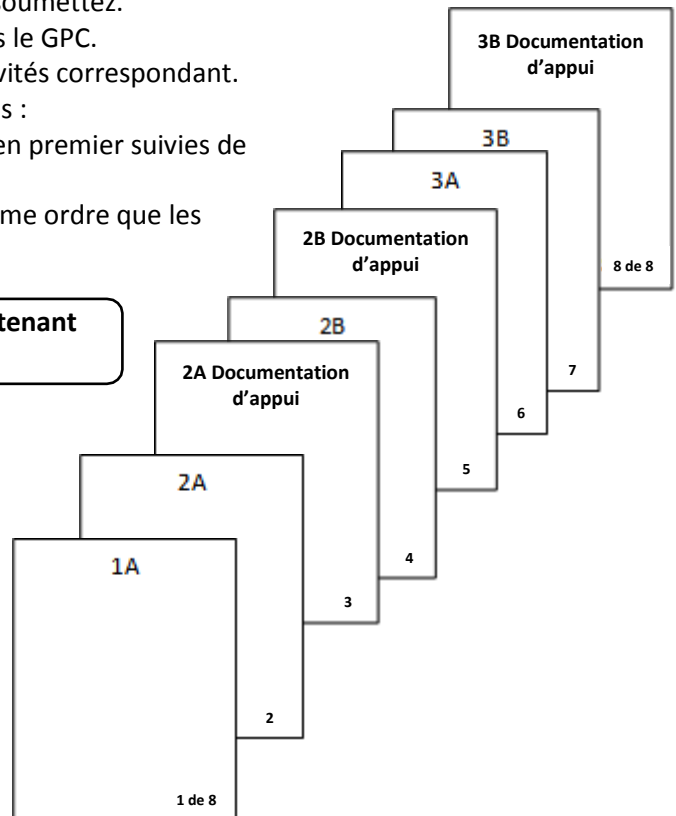 soumettez.
s le GPC.
vités correspondant.
s :
en premier suivies de
me ordre que les
tenant
3B Documentation
d'appui
3B
3A
2B Documentation
d'appui
8 de 8
2B
7
2A Documentation
d'appui
6
5
2A
4
1A
3
2
1 de 8